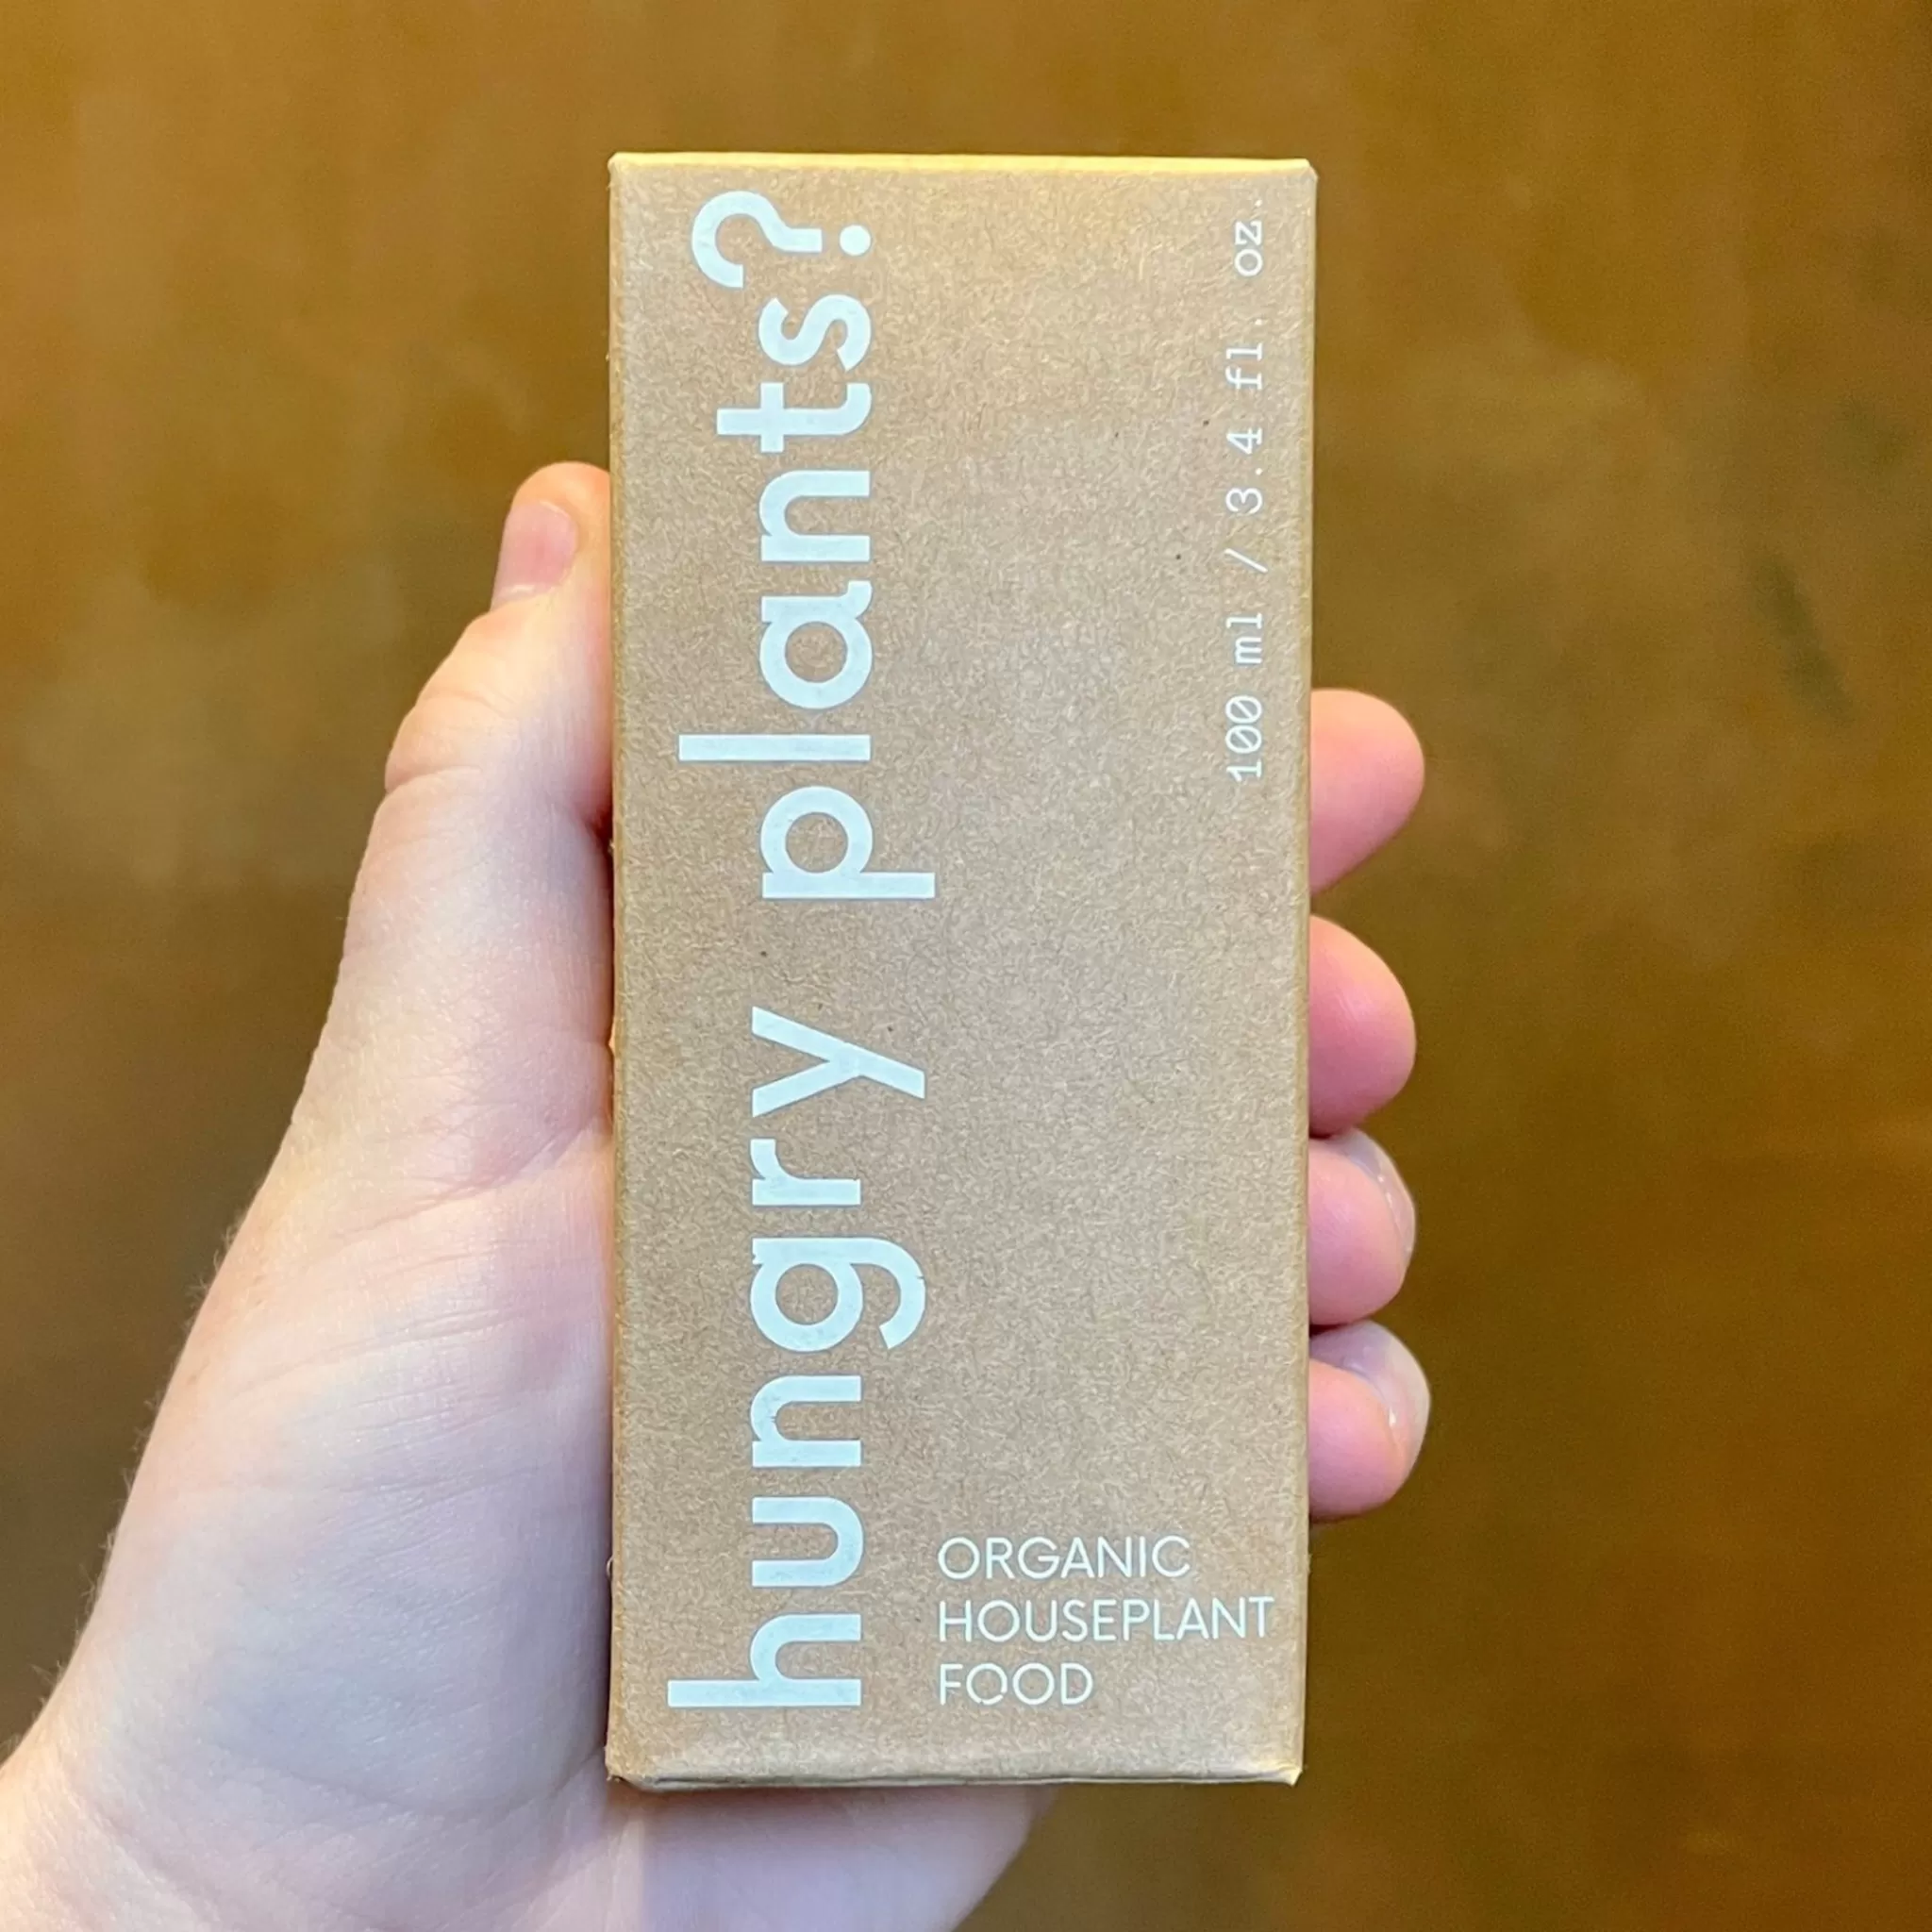 hungry plants?
100 ml / 3.4 fl. oz.
ORGANIC
HOUSEPLANT
FOOD